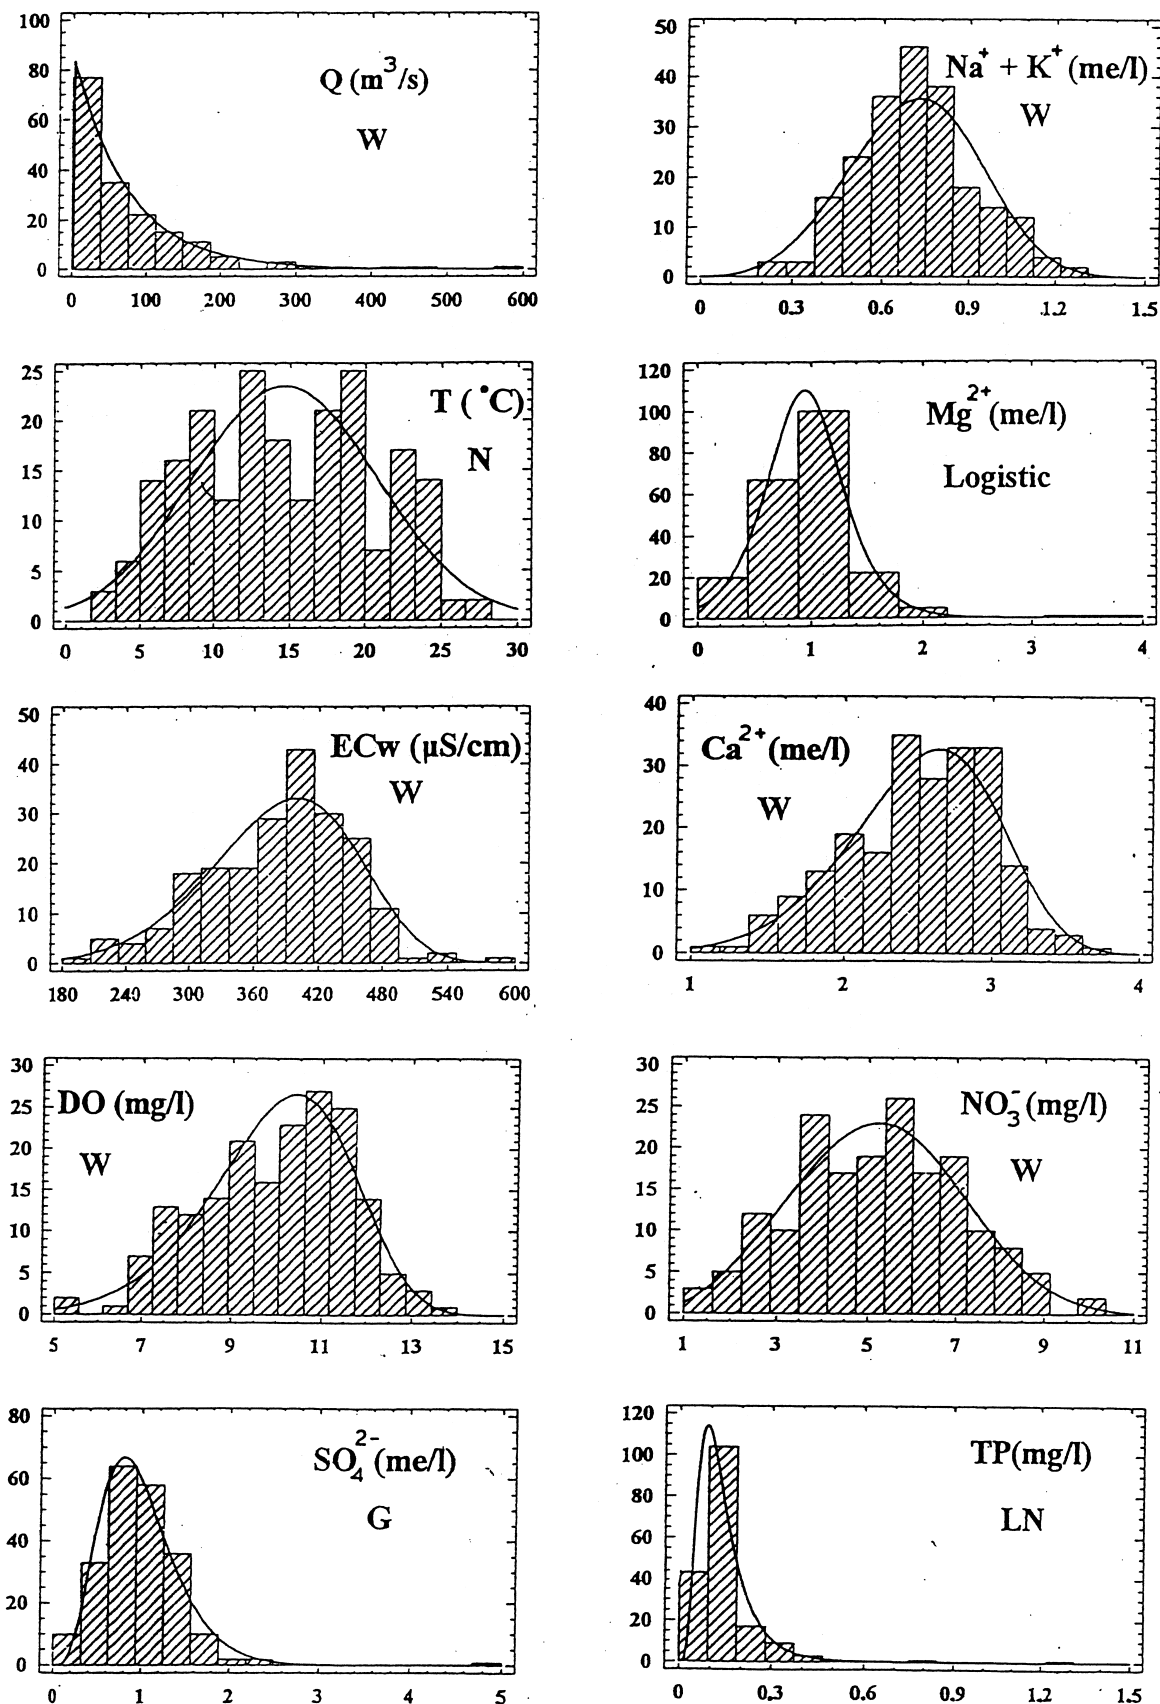 100
80
60
40
20
0
Q (m³/s)
W
0 100 200 300 400 500 600
50
40
30
20
10
0
Na⁺ + K⁺ (me/l)
W
0 0.3 0.6 0.9 1.2 1.5
25
20
15
10
5
0
T (°C)
N
0 5 10 15 20 25 30
120
100
80
60
40
20
0
Mg²⁺ (me/l)
Logistic
0 1 2 3 4
50
40
30
20
10
0
ECw (µS/cm)
W
180 240 300 360 420 480 540 600
40
30
20
10
0
Ca²⁺ (me/l)
W
1 2 3 4
30
25
20
15
10
5
0
DO (mg/l)
W
5 7 9 11 13 15
30
25
20
15
10
5
0
NO₃⁻ (mg/l)
W
1 3 5 7 9 11
80
60
40
20
0
SO₄²⁻ (me/l)
G
0 1 2 3 4 5
120
100
80
60
40
20
0
TP(mg/l)
LN
0 0.3 0.6 0.9 1.2 1.5